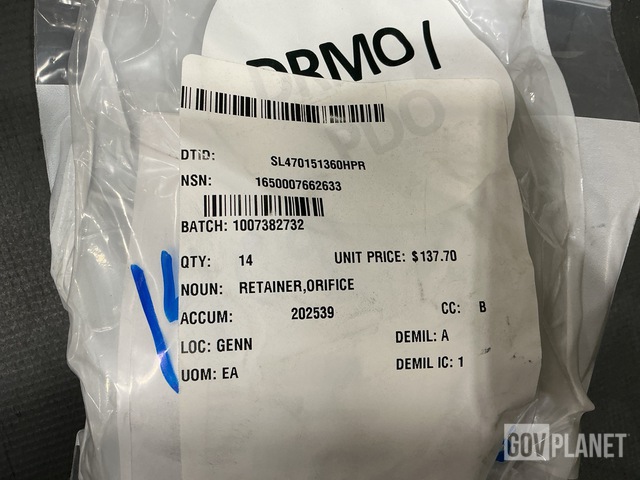 DRMO /
PDO
DTID: SL470151360HPR
NSN: 1650007662633
BATCH: 1007382732
QTY: 14 UNIT PRICE: $137.70
NOUN: RETAINER,ORIFICE
ACCUM: 202539 CC: B
LOC: GENN DEMIL: A
UOM: EA DEMIL IC: 1
GOVPLANET